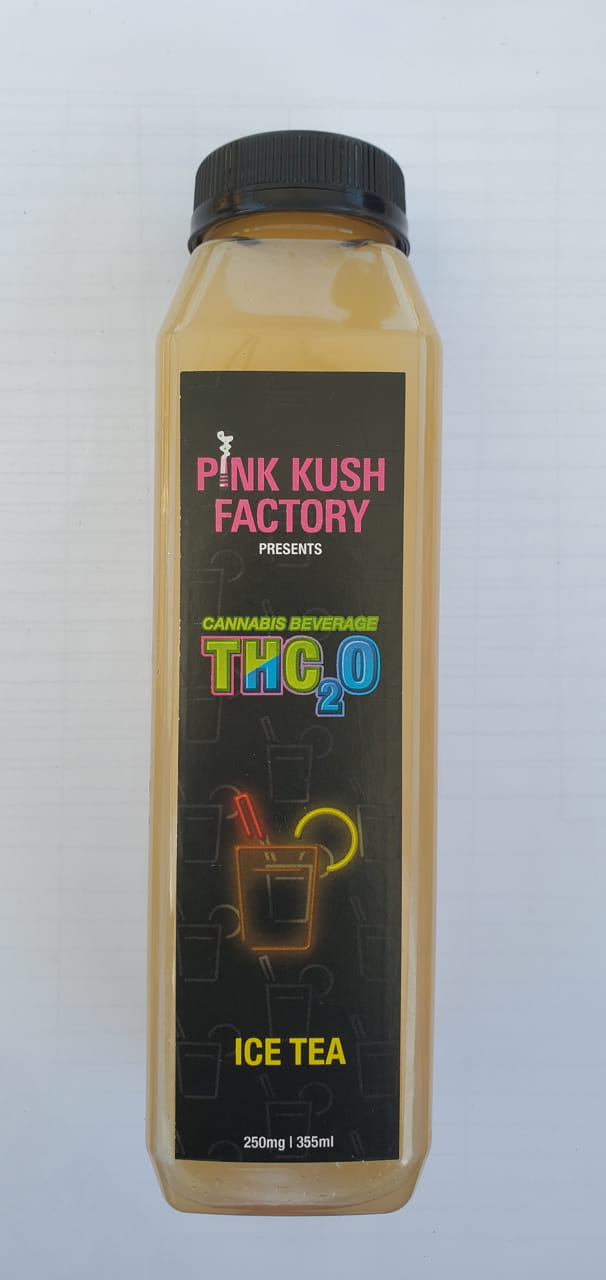 PINK KUSH
FACTORY
PRESENTS
CANNABIS BEVERAGE
THC2O
ICE TEA
250mg | 355ml